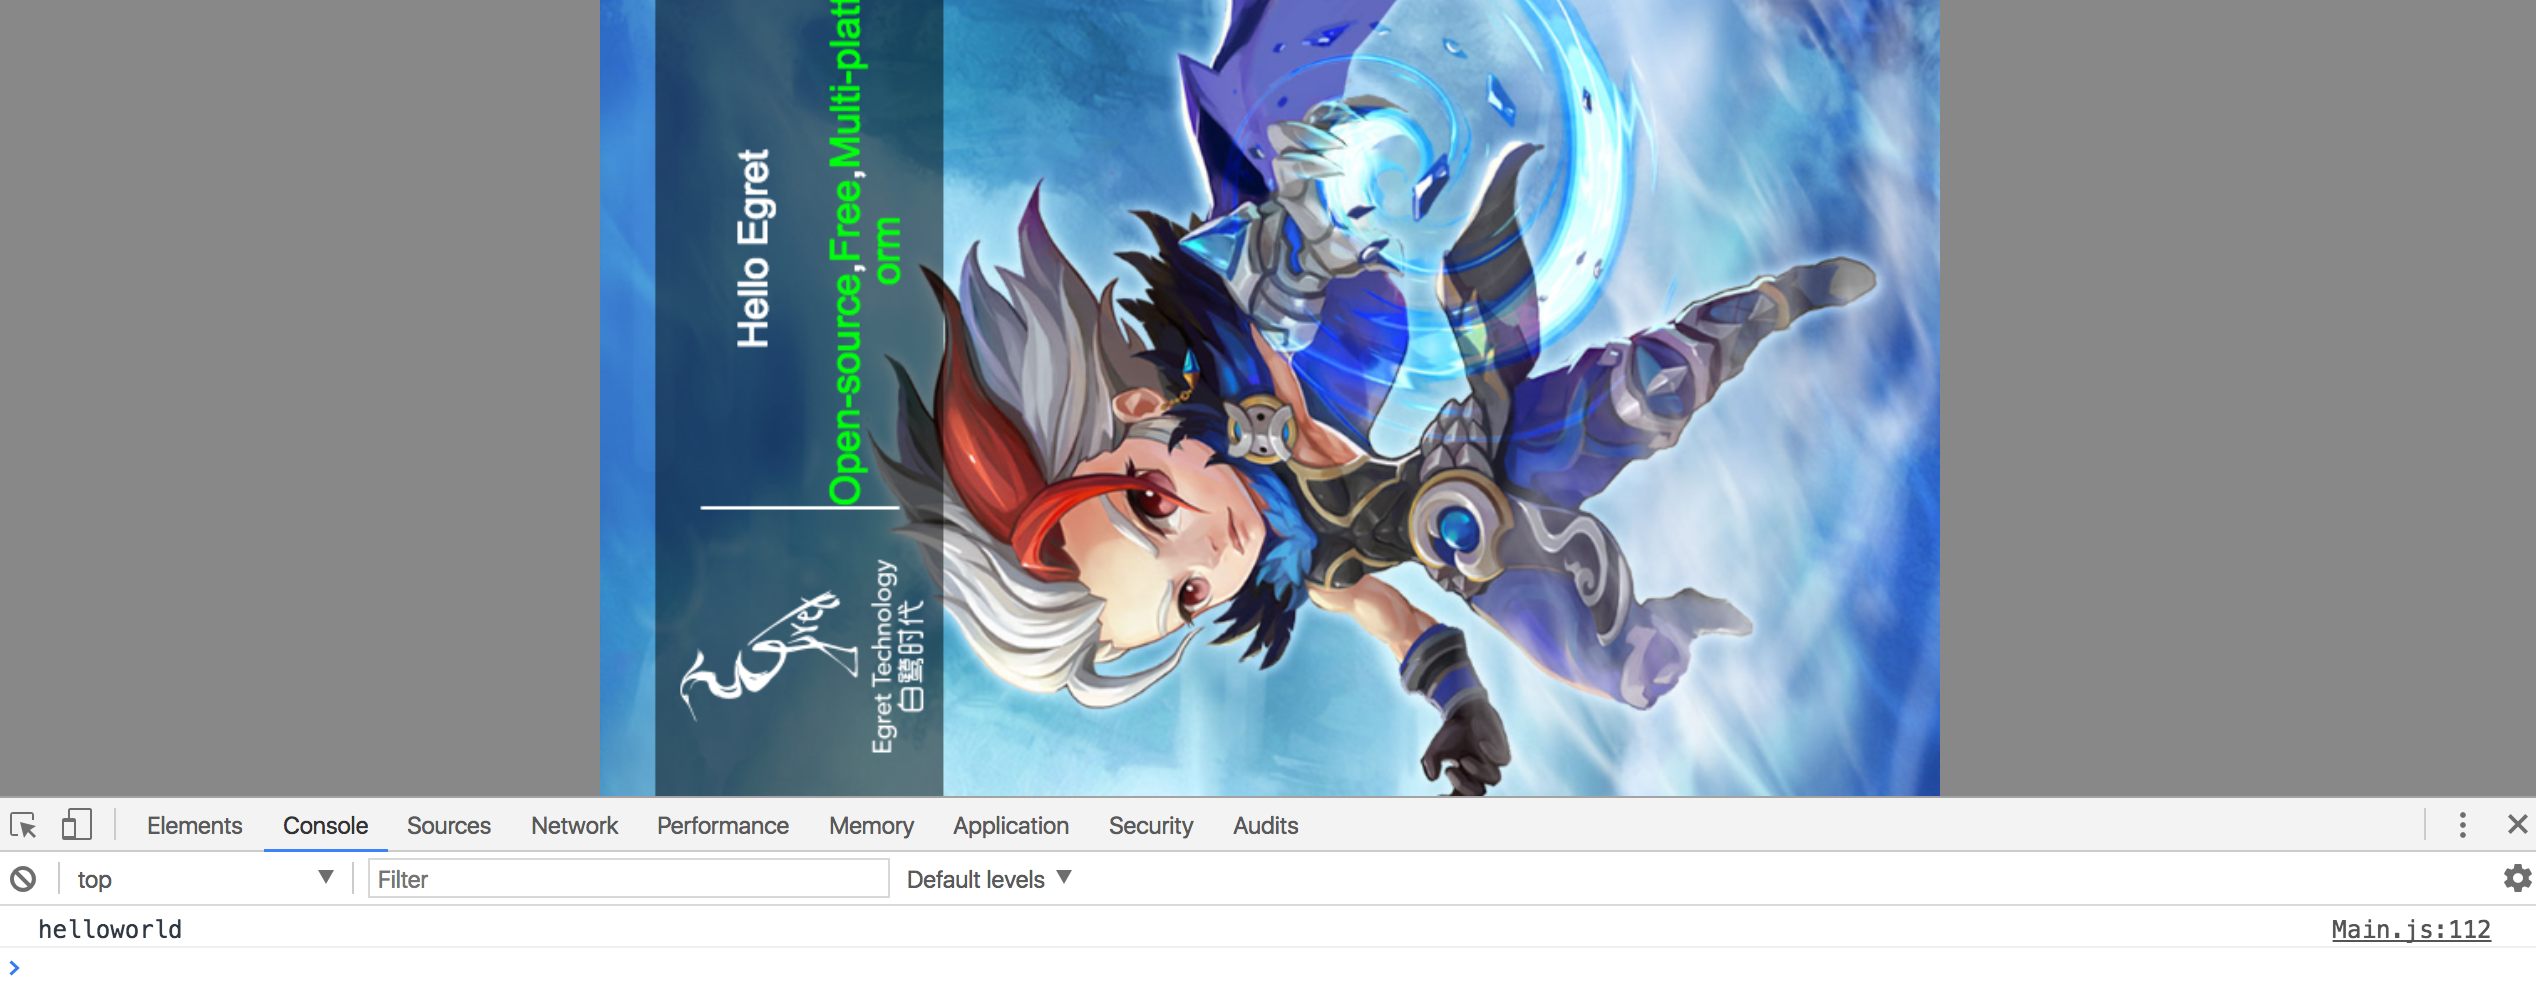 Hello Egret
Open-source,Free,Multi-platf
orm
Egret
Egret Technology
白鹭时代
Elements
Console
Sources
Network
Performance
Memory
Application
Security
Audits
top
Filter
Default levels
helloworld
Main.js:112